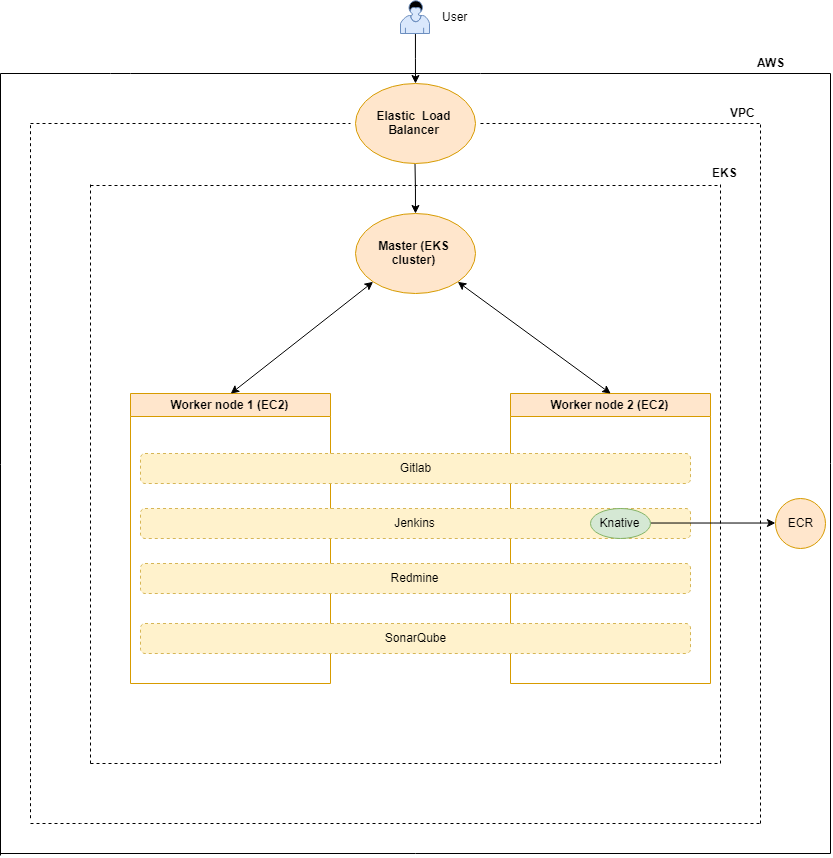 User
AWS
Elastic Load
Balancer
VPC
EKS
Master (EKS
cluster)
Worker node 1 (EC2)
Worker node 2 (EC2)
Gitlab
Jenkins
Knative
ECR
Redmine
SonarQube